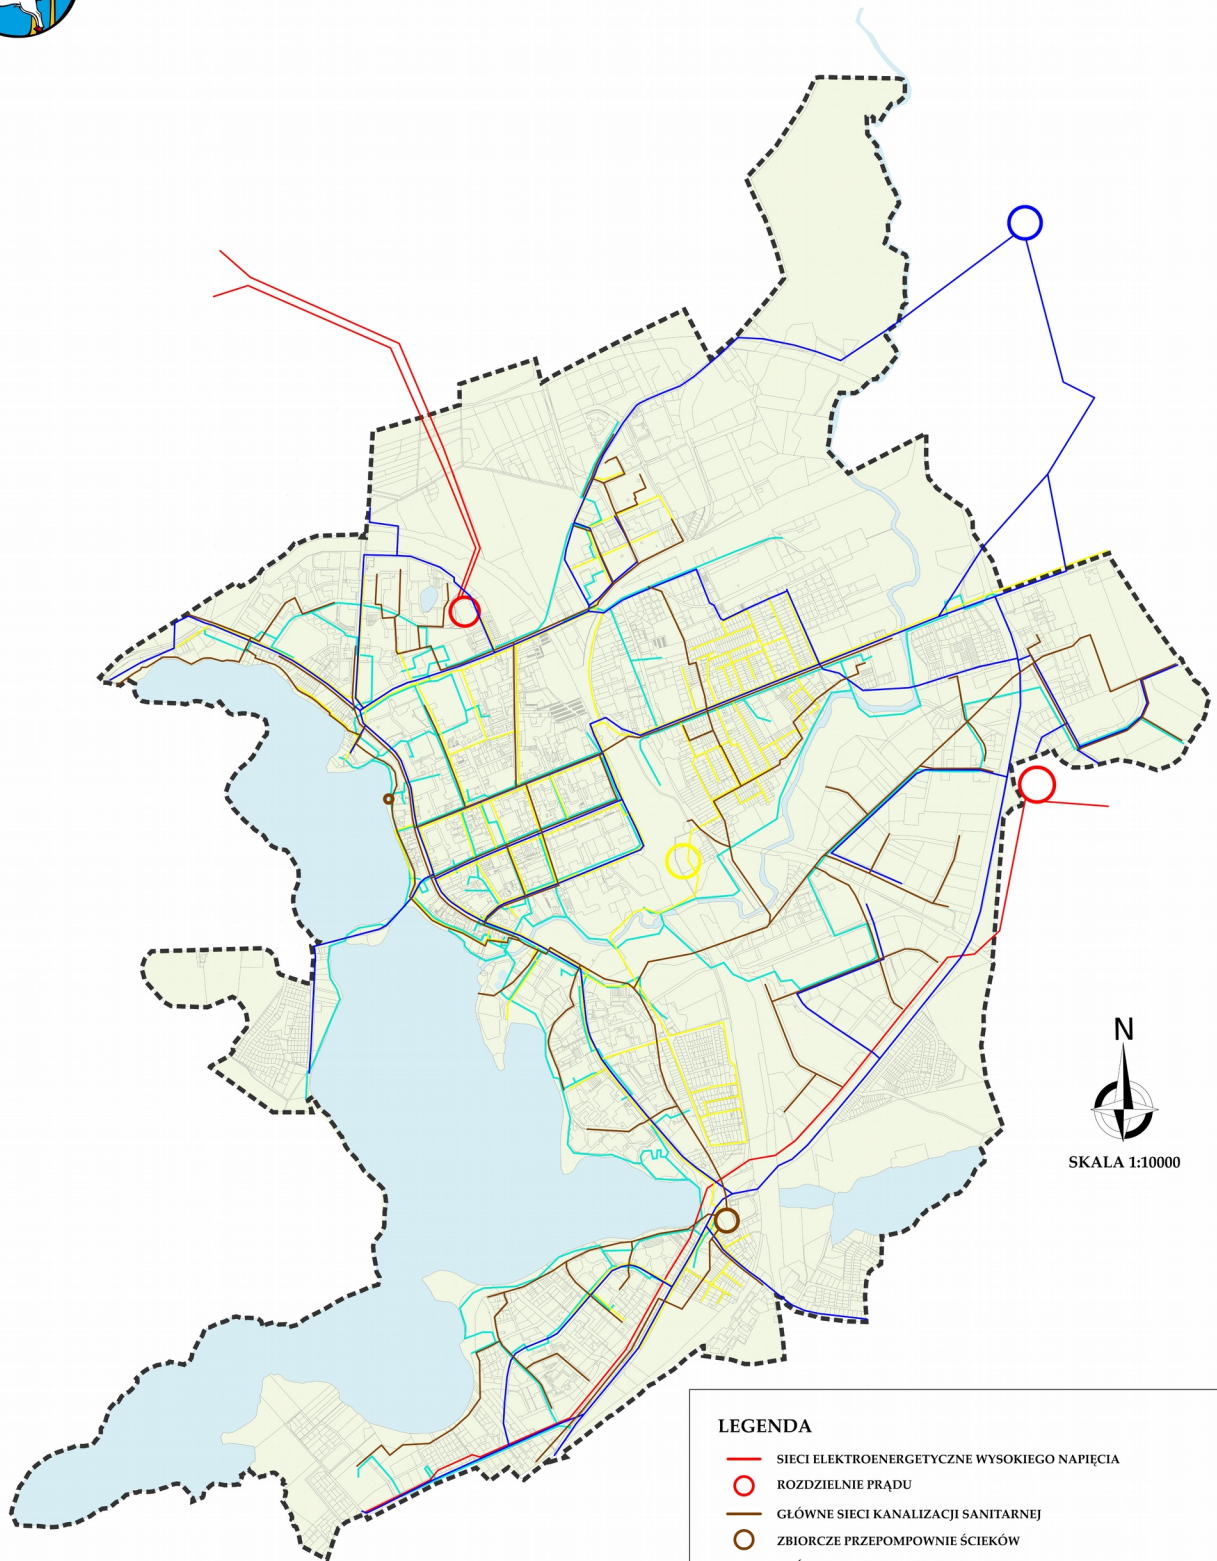 N
SKALA 1:10000
LEGENDA
SIECI ELEKTROENERGETYCZNE WYSOKIEGO NAPIĘCIA
ROZDZIELNIE PRĄDU
GŁÓWNE SIECI KANALIZACJI SANITARNEJ
ZBIORCZE PRZEPOMPOWNIE ŚCIEKÓW